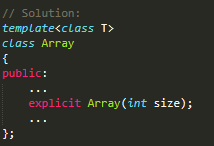 // Solution:
template<class T>
class Array
{
public:
    ...
    explicit Array(int size);
    ...
};